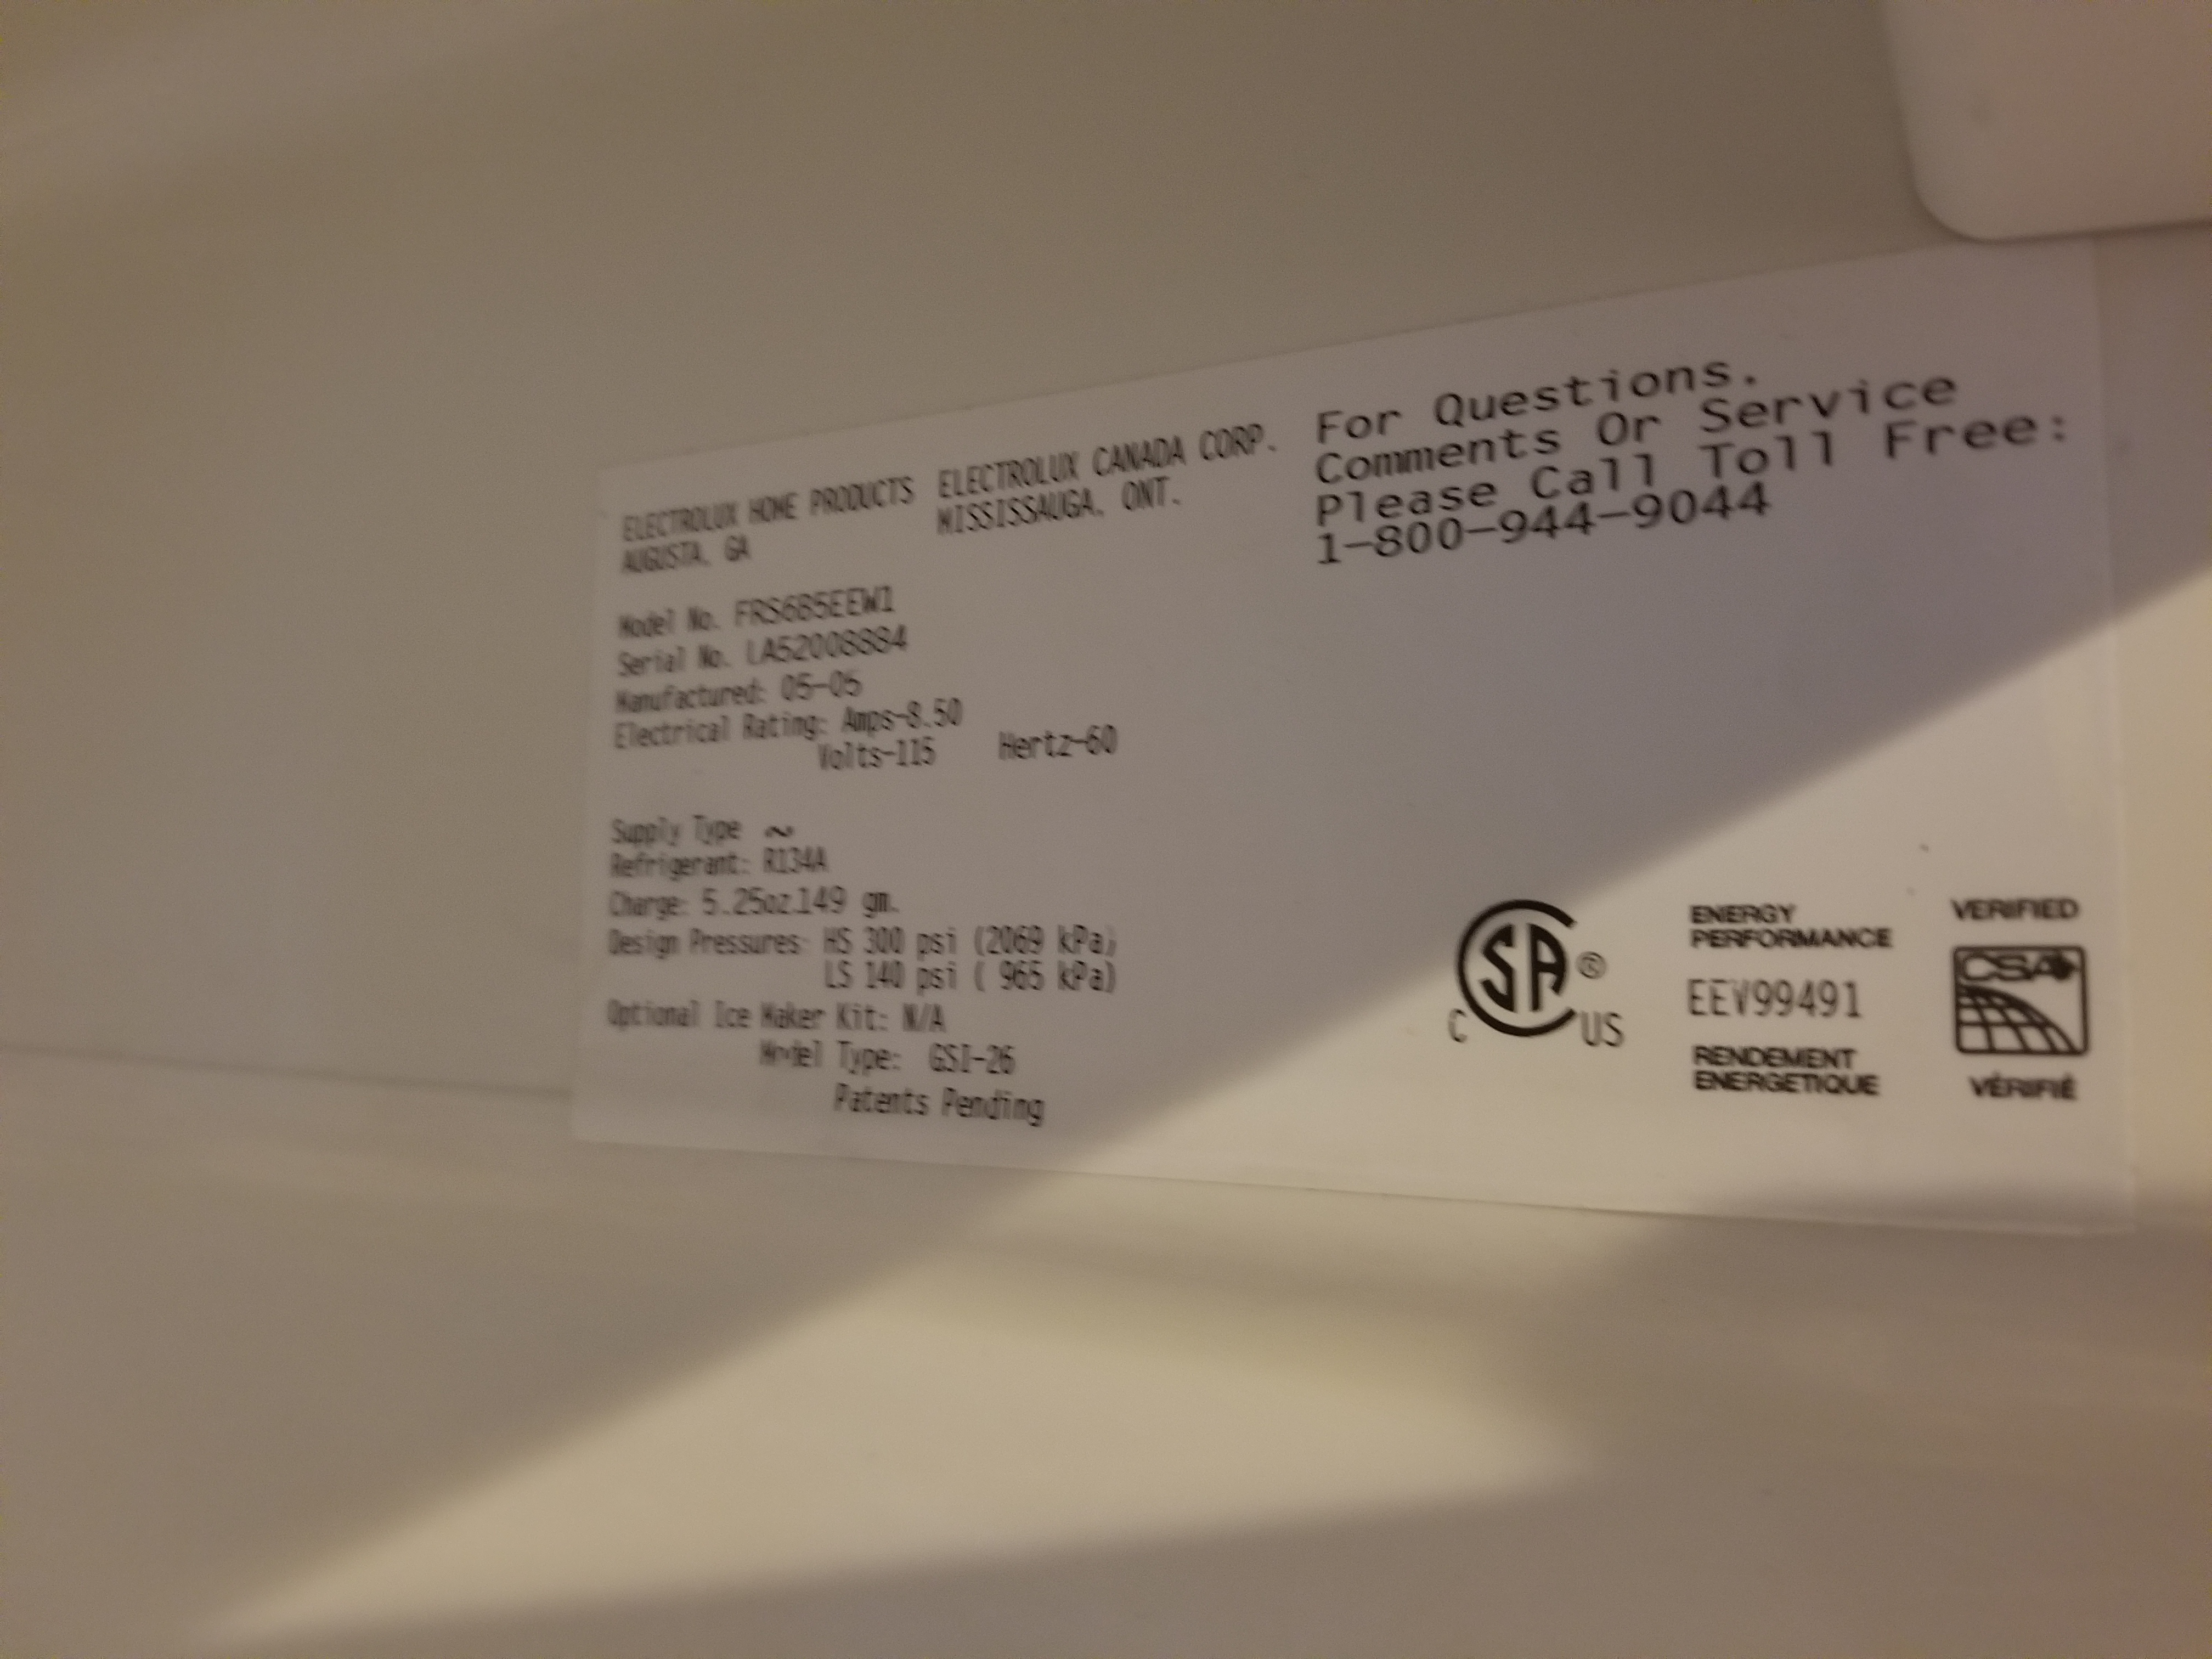 ELECTROLUX HOME PRODUCTS
AUGUSTA, GA
ELECTROLUX CANADA CORP.
MISSISSAUGA, ONT.
For Questions,
Comments Or Service
Please Call Toll Free:
1-800-944-9044
Model No. FRS6B5EEW1
Serial No. LA52008884
Manufactured: 05-05
Electrical Rating: Amps-8.50
Volts-115 Hertz-60
Supply Type ~
Refrigerant: R134A
Charge: 5.25oz149 gm.
Design Pressures: HS 300 psi (2069 kPa)
LS 140 psi ( 965 kPa)
Optional Ice Maker Kit: N/A
Model Type: GSI-26
Patents Pending
C SA ® US
ENERGY
PERFORMANCE
EEV99491
RENDEMENT
ENERGETIQUE
VERIFIED
CSA
VÉRIFIÉ